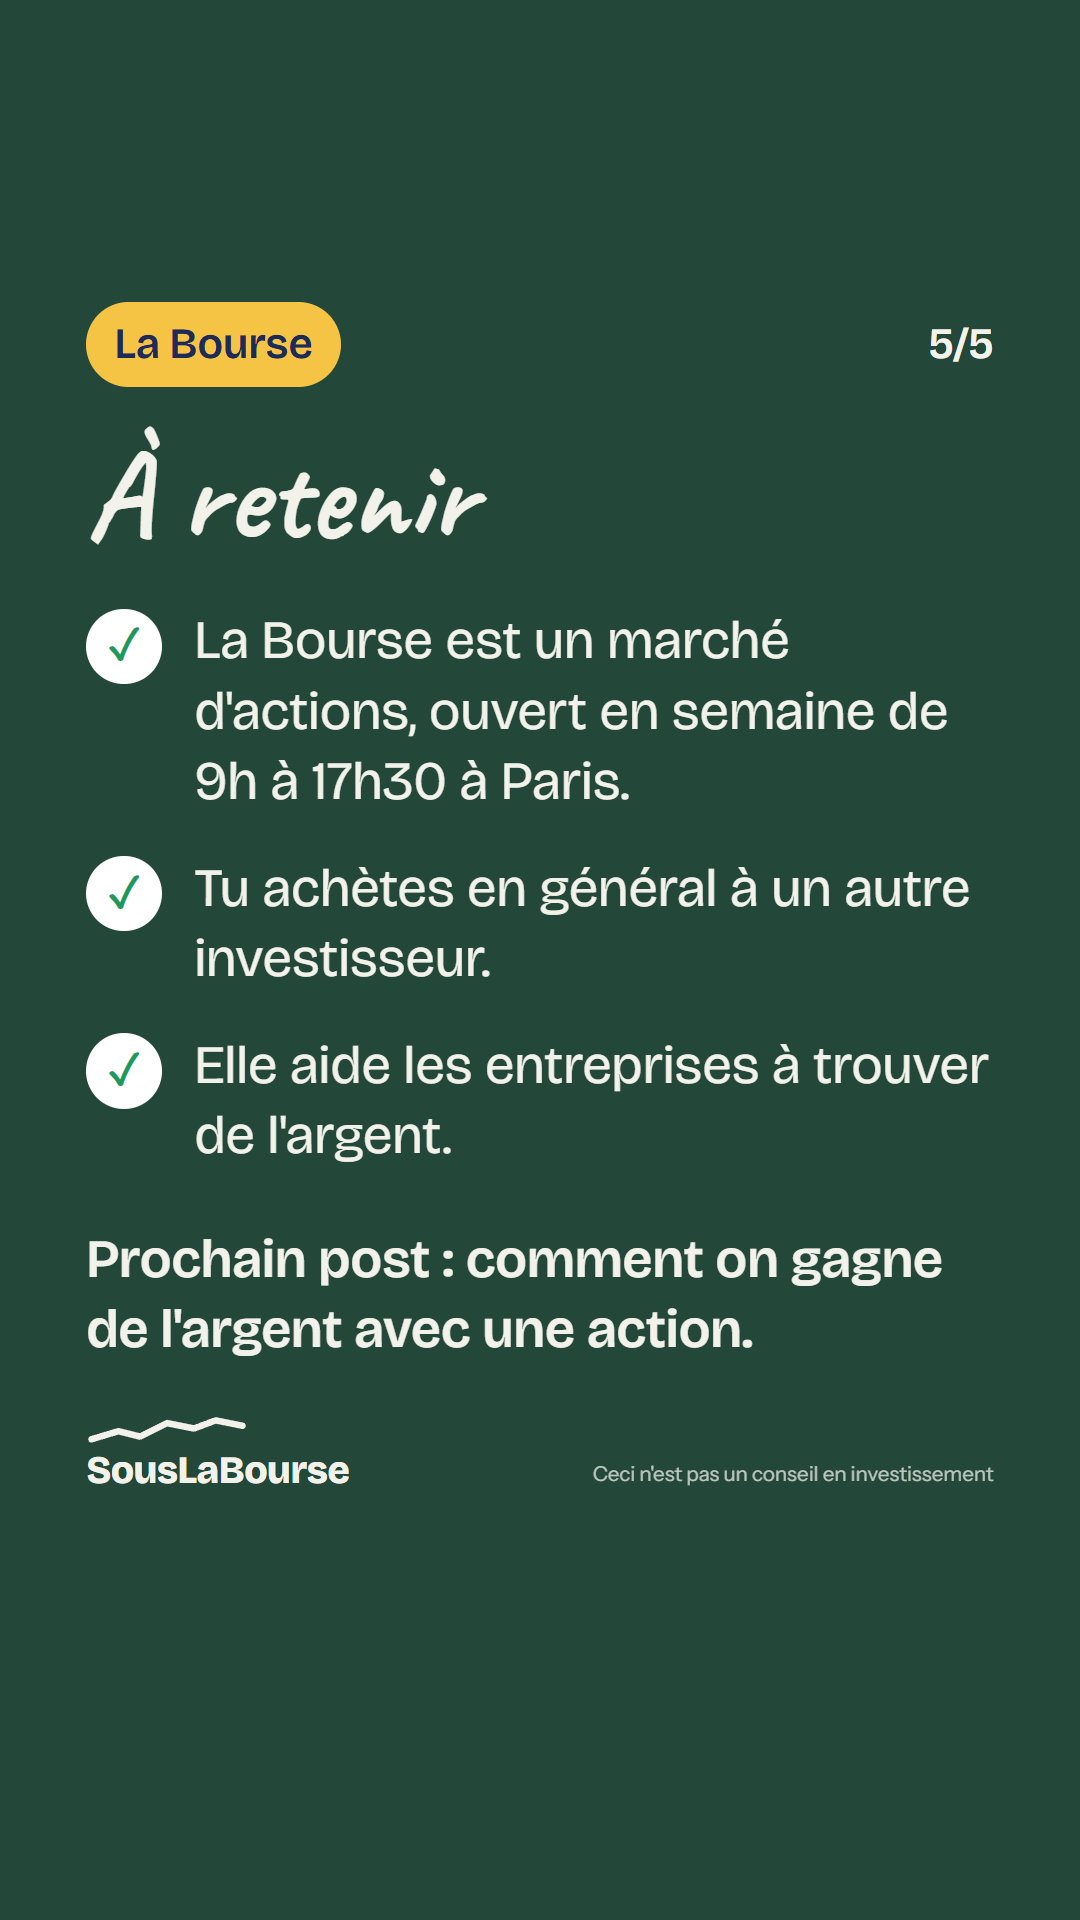 La Bourse
5/5
À retenir
✓ La Bourse est un marché
d'actions, ouvert en semaine de
9h à 17h30 à Paris.
✓ Tu achètes en général à un autre
investisseur.
✓ Elle aide les entreprises à trouver
de l'argent.
Prochain post : comment on gagne
de l'argent avec une action.
SousLaBourse
Ceci n'est pas un conseil en investissement